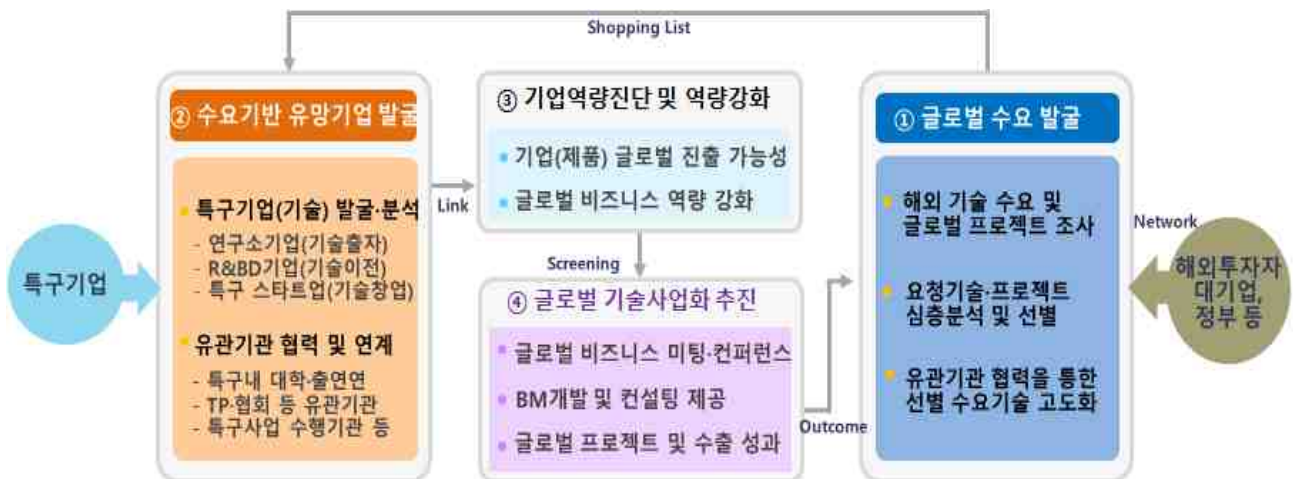 Shopping List
② 수요기반 유망기업 발굴
특구기업(기술) 발굴·분석
- 연구소기업(기술출자)
- R&BD기업(기술이전)
- 특구 스타트업(기술창업)
유관기관 협력 및 연계
- 특구내 대학·출연연
- TP·협회 등 유관기관
- 특구사업 수행기관 등
특구기업
Link
③ 기업역량진단 및 역량강화
기업(제품) 글로벌 진출 가능성
글로벌 비즈니스 역량 강화
Screening
④ 글로벌 기술사업화 추진
글로벌 비즈니스 미팅·컨퍼런스
BM개발 및 컨설팅 제공
글로벌 프로젝트 및 수출 성과
Outcome
① 글로벌 수요 발굴
해외 기술 수요 및
글로벌 프로젝트 조사
요청기술·프로젝트
심층분석 및 선별
유관기관 협력을 통한
선별 수요기술 고도화
Network
해외투자자
대기업,
정부 등